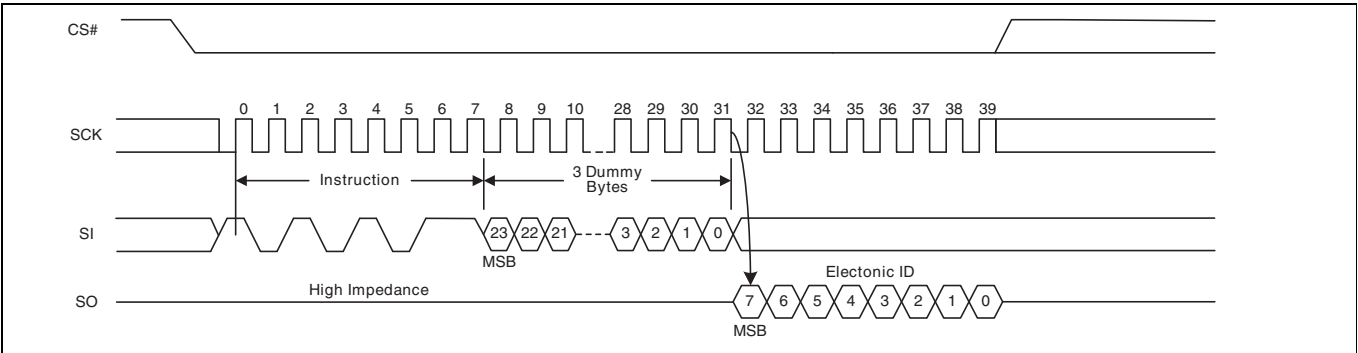 CS#
0 1 2 3 4 5 6 7 8 9 10 28 29 30 31 32 33 34 35 36 37 38 39
SCK
Instruction
3 Dummy
Bytes
SI
23 22 21 3 2 1 0
MSB
Electonic ID
High Impedance
SO
7 6 5 4 3 2 1 0
MSB